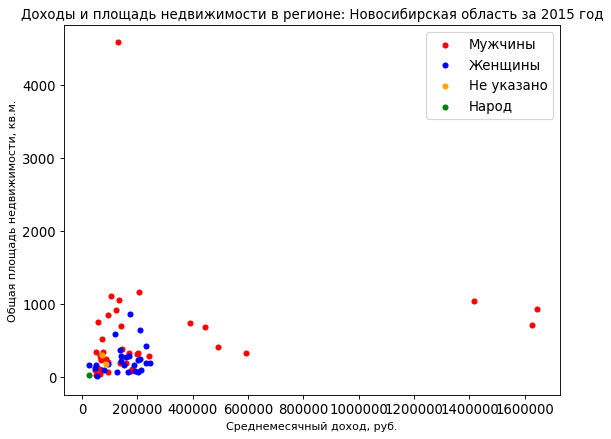 Доходы и площадь недвижимости в регионе: Новосибирская область за 2015 год
Мужчины
Женщины
Не указано
Народ
Общая площадь недвижимости, кв.м.
4000
3000
2000
1000
0
0 200000 400000 600000 800000 1000000 1200000 1400000 1600000
Среднемесячный доход, руб.